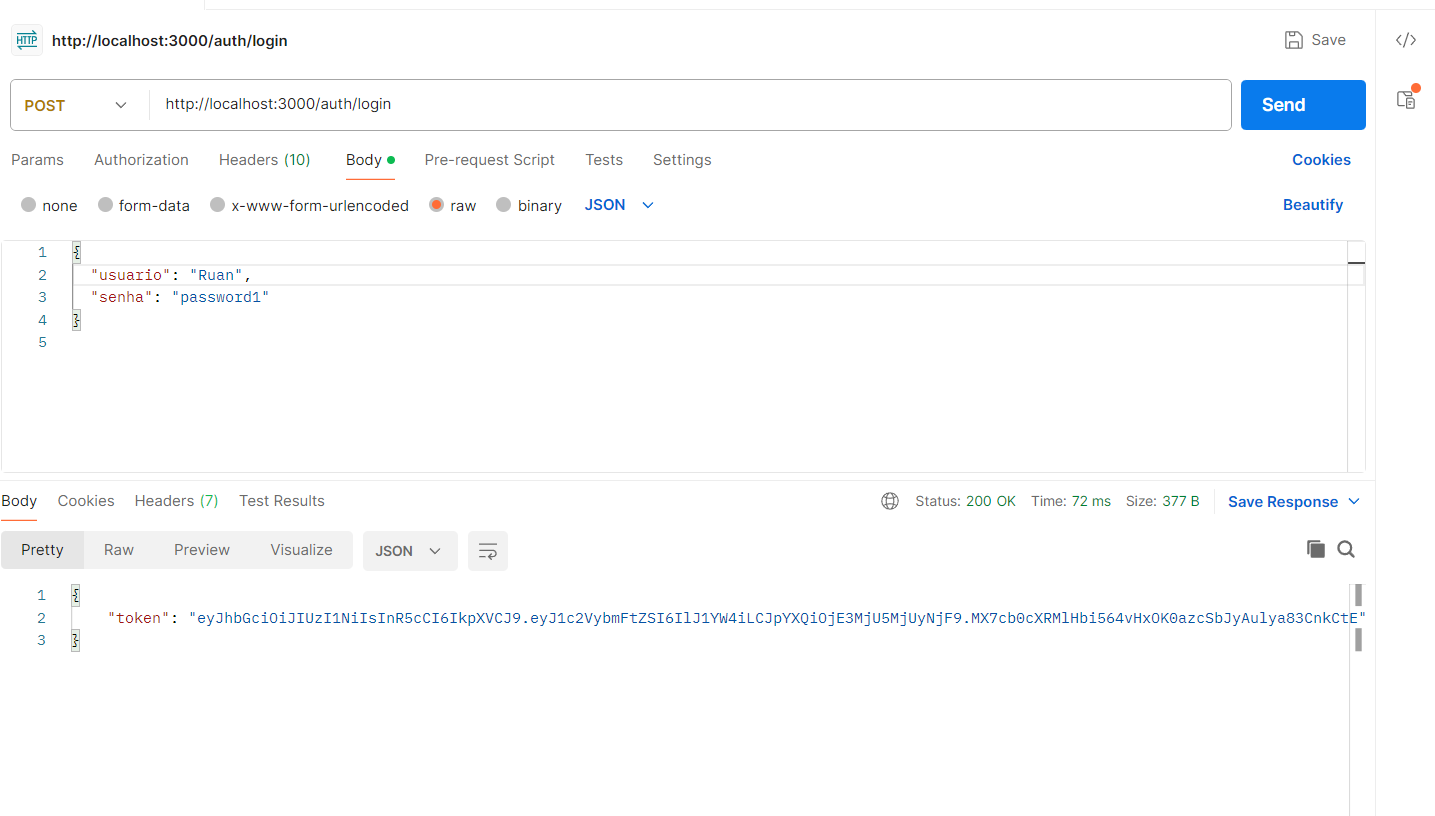 HTTP http://localhost:3000/auth/login Save
POST http://localhost:3000/auth/login Send
Params Authorization Headers (10) Body Pre-request Script Tests Settings Cookies
none form-data x-www-form-urlencoded raw binary JSON Beautify
1 {
2 "usuario": "Ruan",
3 "senha": "password1"
4 }
5
Body Cookies Headers (7) Test Results Status: 200 OK Time: 72 ms Size: 377 B Save Response
Pretty Raw Preview Visualize JSON
1 {
2 "token": "eyJhbGciOiJIUzI1NiIsInR5cCI6IkpXVCJ9.eyJ1c2VybmFtZSI6IlJ1YW4iLCJpYXQiOjE3MjU5MjUyNjF9.MX7cb0cXRMlHbi564vHxOK0azcSbJyAulya83CnkCtE"
3 }